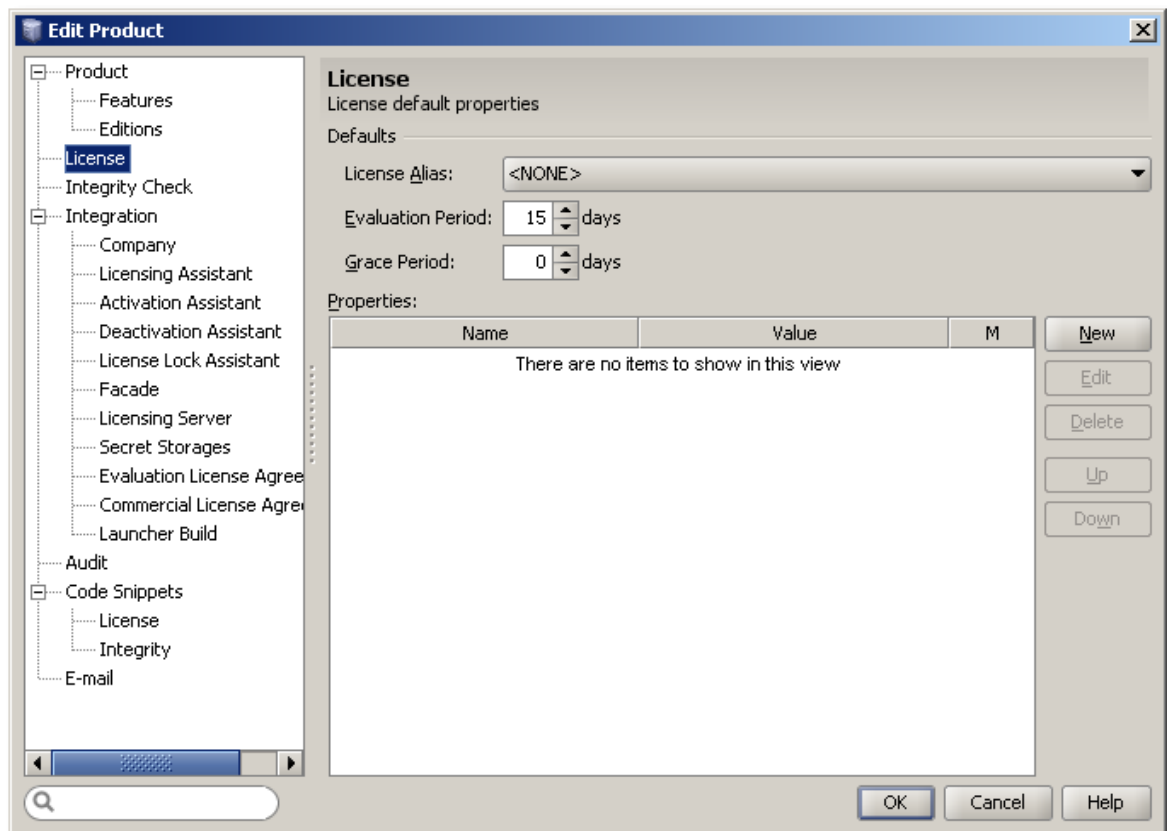 Edit Product
Product
Features
Editions
License
Integrity Check
Integration
Company
Licensing Assistant
Activation Assistant
Deactivation Assistant
License Lock Assistant
Facade
Licensing Server
Secret Storages
Evaluation License Agree
Commercial License Agre
Launcher Build
Audit
Code Snippets
License
Integrity
E-mail
License
License default properties
Defaults
License Alias: <NONE>
Evaluation Period: 15 days
Grace Period: 0 days
Properties:
Name Value M
There are no items to show in this view
New
Edit
Delete
Up
Down
OK Cancel Help